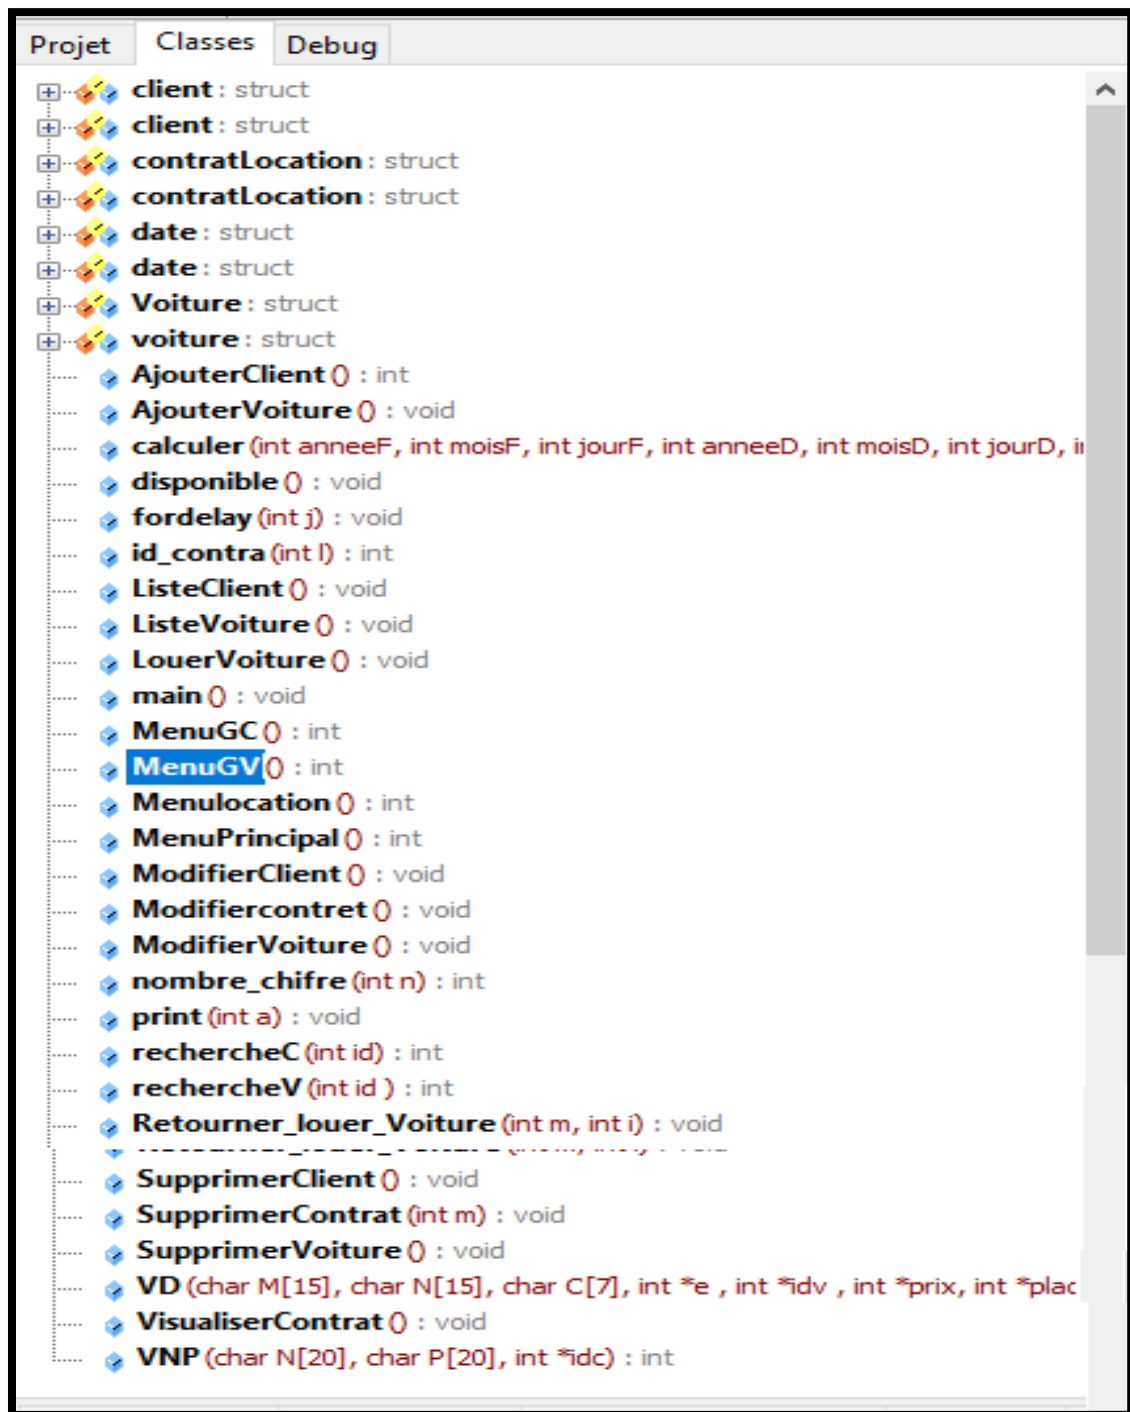 Projet Classes Debug
client : struct
client : struct
contratLocation : struct
contratLocation : struct
date : struct
date : struct
Voiture : struct
voiture : struct
AjouterClient () : int
AjouterVoiture () : void
calculer (int anneeF, int moisF, int jourF, int anneeD, int moisD, int jourD,
disponible () : void
fordelay (int j) : void
id_contra (int l) : int
ListeClient () : void
ListeVoiture () : void
LouerVoiture () : void
main () : void
MenuGC () : int
MenuGV () : int
Menulocation () : int
MenuPrincipal () : int
ModifierClient () : void
Modifiercontret () : void
ModifierVoiture () : void
nombre_chifre (int n) : int
print (int a) : void
rechercheC (int id) : int
rechercheV (int id ) : int
Retourner_louer_Voiture (int m, int i) : void
SupprimerClient () : void
SupprimerContrat (int m) : void
SupprimerVoiture () : void
VD (char M[15], char N[15], char C[7], int *e , int *idv , int *prix, int *plac
VisualiserContrat () : void
VNP (char N[20], char P[20], int *idc) : int